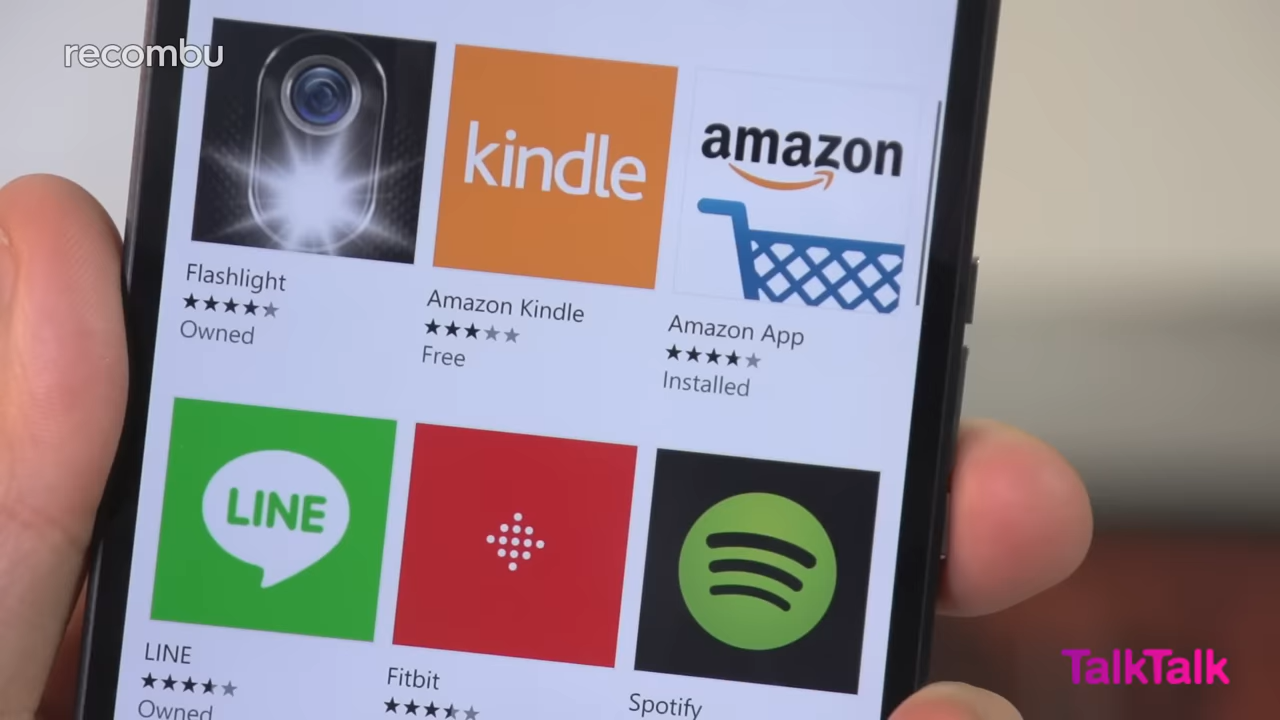 recombu
kindle
amazon
Flashlight
Owned
Amazon Kindle
Free
Amazon App
Installed
LINE
LINE
Owned
Fitbit
Spotify
TalkTalk